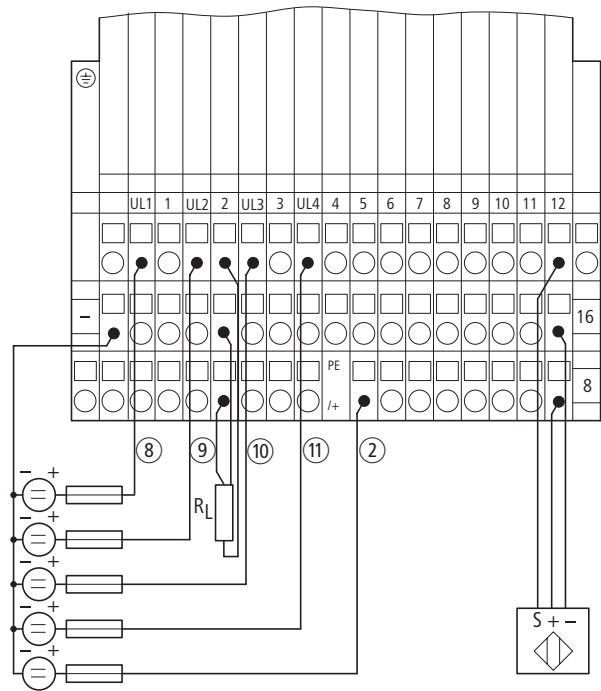 UL1 1 UL2 2 UL3 3 UL4 4 5 6 7 8 9 10 11 12
– 16
PE
/+ 8
8 9 10 11 2
RL
– +
– +
– +
– +
– +
S + –